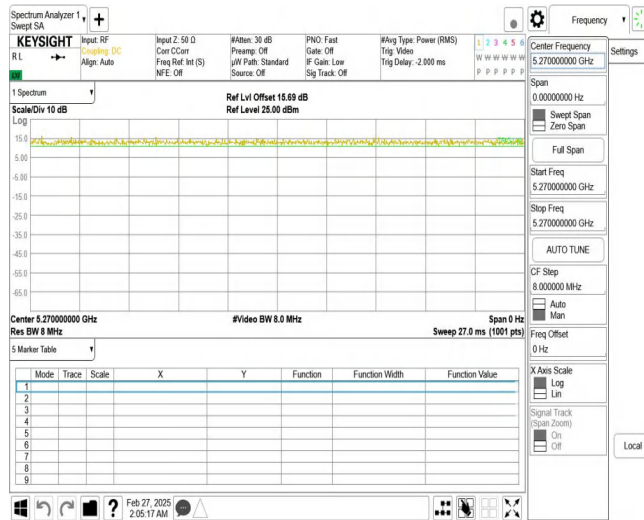 Spectrum Analyzer 1
Swept SA
+
Frequency
KEYSIGHT
R L
Input: RF
Coupling: DC
Align: Auto
Input Z: 50 Ω
Corr CCorr
Freq Ref: Int (S)
NFE: Off
#Atten: 30 dB
Preamp: Off
µW Path: Standard
Source: Off
PNO: Fast
Gate: Off
IF Gain: Low
Sig Track: Off
#Avg Type: Power (RMS)
Trig: Video
Trig Delay: -2.000 ms
1 2 3 4 5 6
W W W W W W
P P P P P P
Center Frequency
5.270000000 GHz
Settings
Span
0.00000000 Hz
Swept Span
Zero Span
Full Span
Start Freq
5.270000000 GHz
Stop Freq
5.270000000 GHz
AUTO TUNE
CF Step
8.000000 MHz
Auto
Man
Freq Offset
0 Hz
X Axis Scale
Log
Lin
Signal Track
(Span Zoom)
On
Off
Local
1 Spectrum
Scale/Div 10 dB
Ref Lvl Offset 15.69 dB
Ref Level 25.00 dBm
Log
15.0
5.00
-5.00
-15.0
-25.0
-35.0
-45.0
-55.0
-65.0
Center 5.270000000 GHz
#Video BW 8.0 MHz
Span 0 Hz
Res BW 8 MHz
Sweep 27.0 ms (1001 pts)
5 Marker Table
Mode Trace Scale X Y Function Function Width Function Value
1
2
3
4
5
6
7
8
9
?
Feb 27, 2025
2:05:17 AM